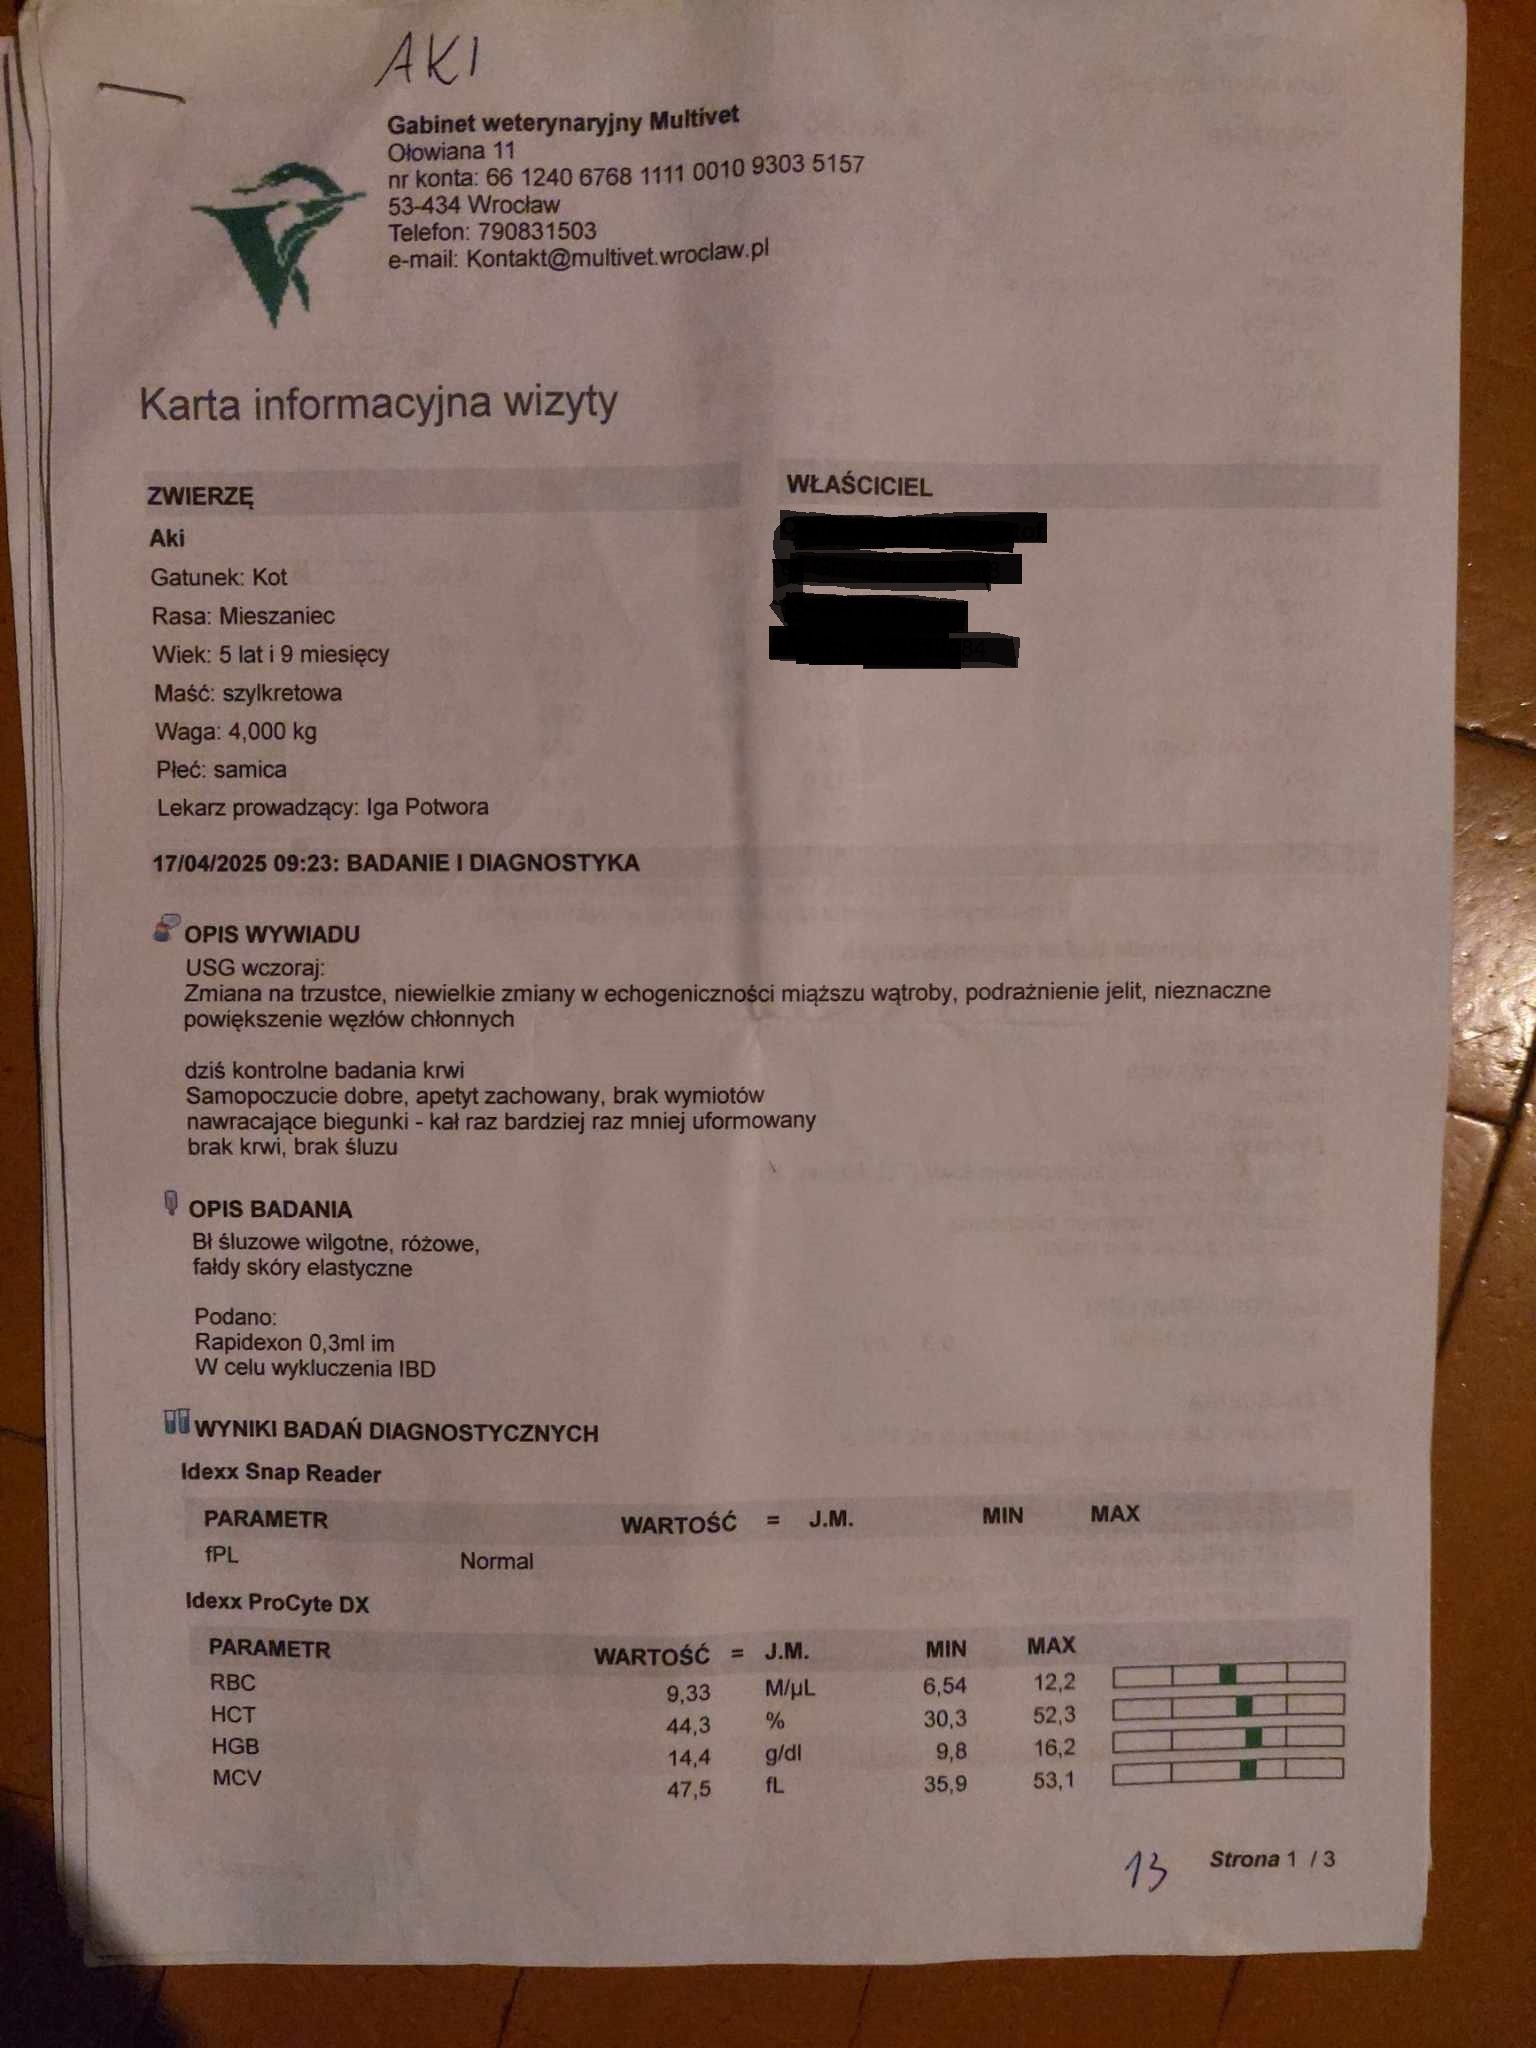 AKI
Gabinet weterynaryjny Multivet
Ołowiana 11
nr konta: 66 1240 6768 1111 0010 9303 5157
53-434 Wrocław
Telefon: 790831503
e-mail: Kontakt@multivet.wroclaw.pl
Karta informacyjna wizyty
ZWIERZĘ
WŁAŚCICIEL
Aki
Gatunek: Kot
Rasa: Mieszaniec
Wiek: 5 lat i 9 miesięcy
Maść: szylkretowa
Waga: 4,000 kg
Płeć: samica
Lekarz prowadzący: Iga Potwora
17/04/2025 09:23: BADANIE I DIAGNOSTYKA
OPIS WYWIADU
USG wczoraj:
Zmiana na trzustce, niewielkie zmiany w echogeniczności miąższu wątroby, podrażnienie jelit, nieznaczne
powiększenie węzłów chłonnych
dziś kontrolne badania krwi
Samopoczucie dobre, apetyt zachowany, brak wymiotów
nawracające biegunki - kał raz bardziej raz mniej uformowany
brak krwi, brak śluzu
OPIS BADANIA
Bł śluzowe wilgotne, różowe,
fałdy skóry elastyczne
Podano:
Rapidexon 0,3ml im
W celu wykluczenia IBD
WYNIKI BADAŃ DIAGNOSTYCZNYCH
Idexx Snap Reader
PARAMETR WARTOŚĆ = J.M. MIN MAX
fPL Normal
Idexx ProCyte DX
PARAMETR WARTOŚĆ = J.M. MIN MAX
RBC 9,33 M/µL 6,54 12,2
HCT 44,3 % 30,3 52,3
HGB 14,4 g/dl 9,8 16,2
MCV 47,5 fL 35,9 53,1
13 Strona 1 / 3